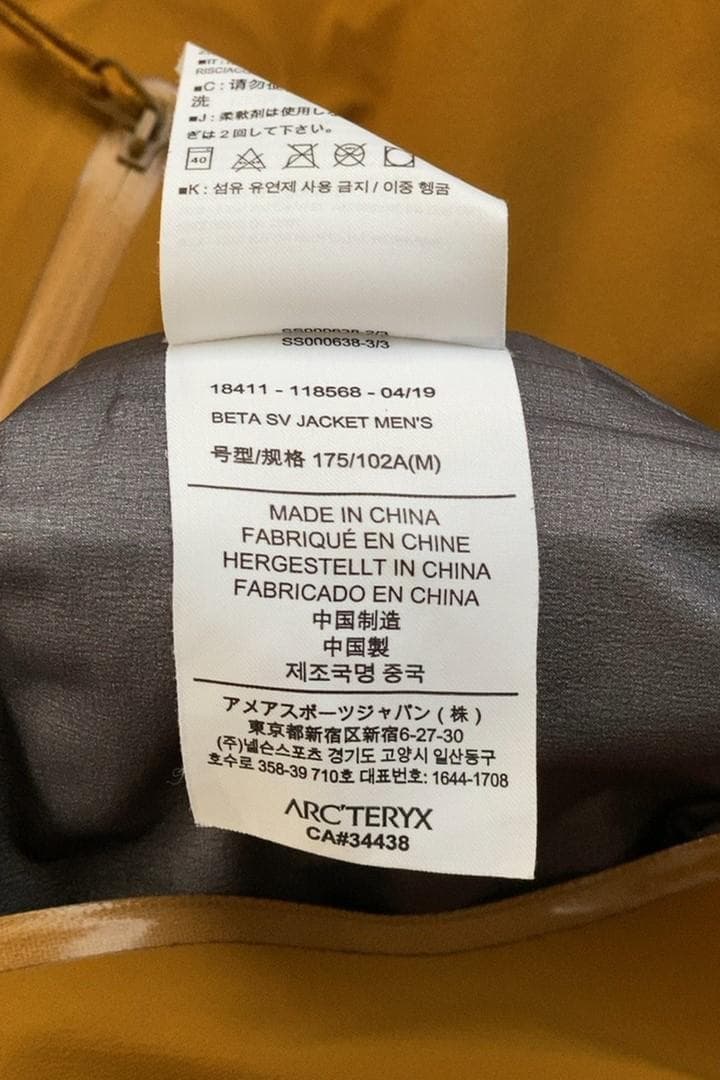 ■IT:
RISCIACQ
■C : 请勿
洗
■J : 柔軟剤は使用し
ぎは２回して下さい。
40
■K : 섬유 유연제 사용 금지 / 이중 헹굼
SS000638-2/3
SS000638-3/3
18411 - 118568 - 04/19
BETA SV JACKET MEN'S
号型/规格 175/102A(M)
MADE IN CHINA
FABRIQUÉ EN CHINE
HERGESTELLT IN CHINA
FABRICADO EN CHINA
中国制造
中国製
제조국명 중국
アメアスポーツジャパン ( 株 )
東京都新宿区新宿6-27-30
(주)넬슨스포츠 경기도 고양시 일산동구
호수로 358-39 710호 대표번호: 1644-1708
ARC'TERYX
CA#34438